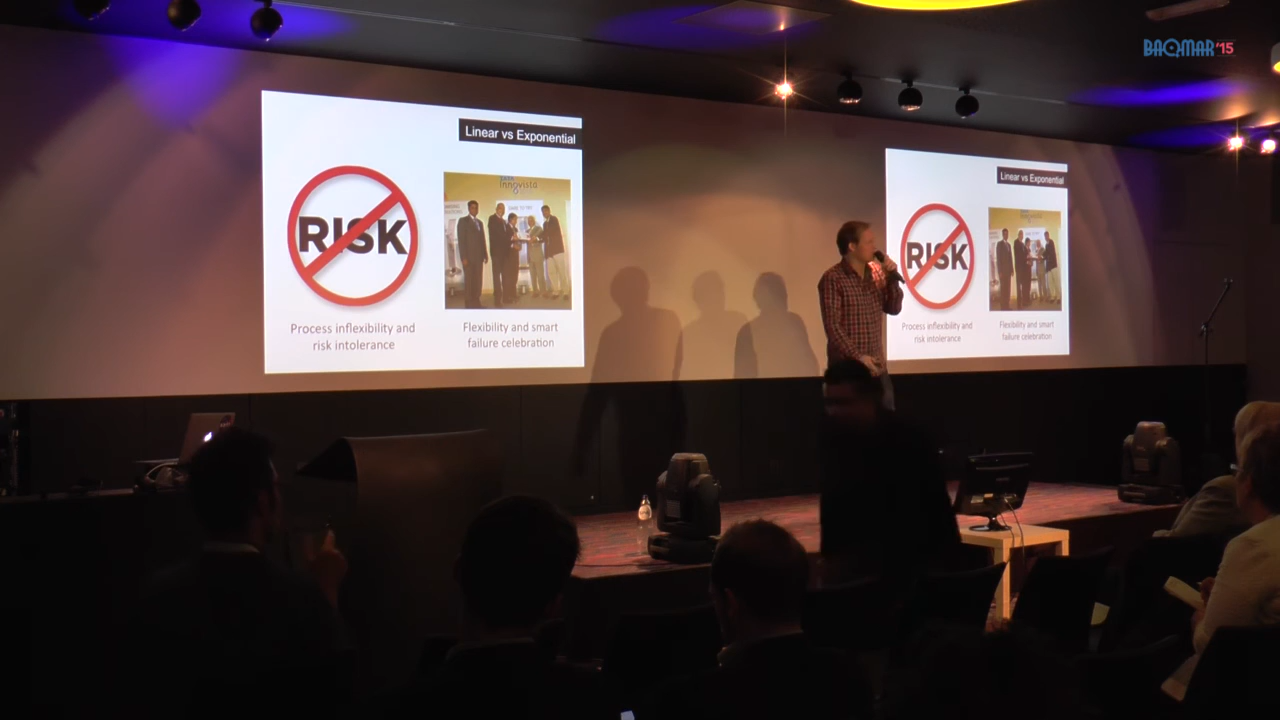 BAQMAR'15
Linear vs Exponential
Innovista
RISK
Process inflexibility and
risk intolerance
Flexibility and smart
failure celebration
Linear vs Exponential
RISK
Process inflexibility and
risk intolerance
Flexibility and smart
failure celebration